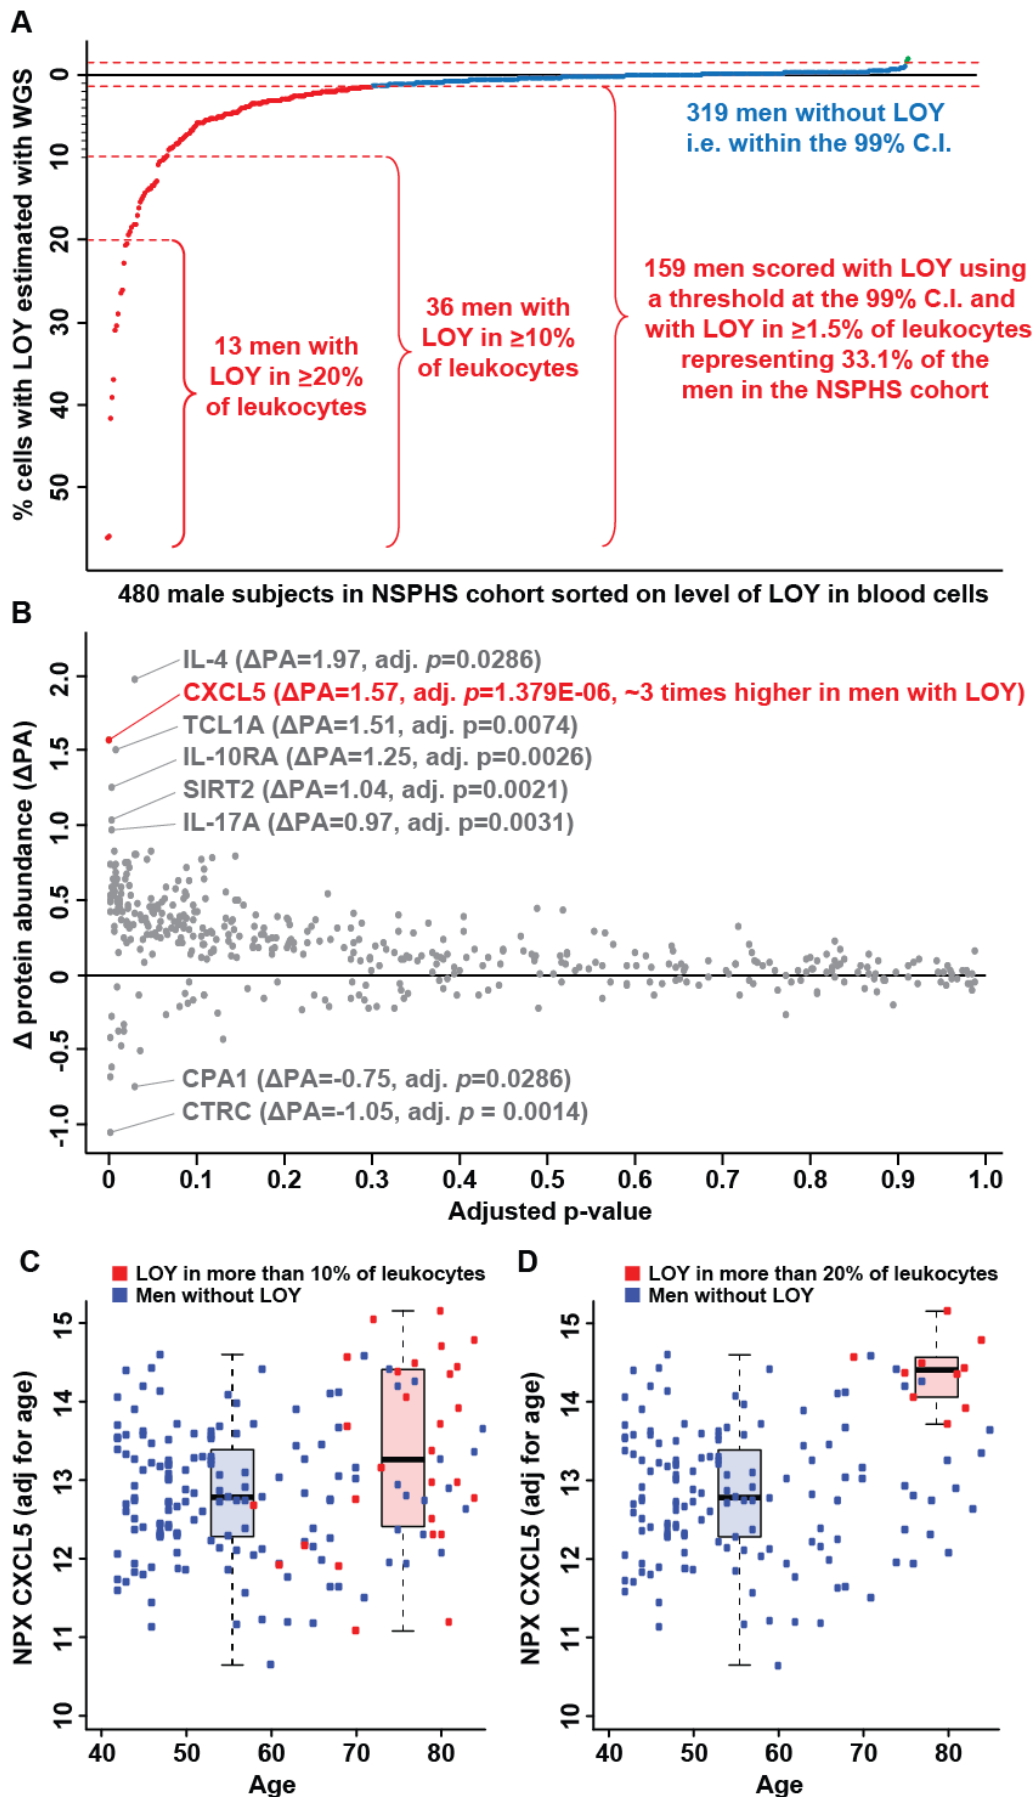 A
% cells with LOY estimated with WGS
0
10
20
30
40
50
319 men without LOY
i.e. within the 99% C.I.
159 men scored with LOY using
a threshold at the 99% C.I. and
with LOY in ≥1.5% of leukocytes
representing 33.1% of the
men in the NSPHS cohort
36 men with
LOY in ≥10%
of leukocytes
13 men with
LOY in ≥20%
of leukocytes
480 male subjects in NSPHS cohort sorted on level of LOY in blood cells
B
Δ protein abundance (ΔPA)
2.0
1.5
1.0
0.5
0
-0.5
-1.0
IL-4 (ΔPA=1.97, adj. p=0.0286)
CXCL5 (ΔPA=1.57, adj. p=1.379E-06, ~3 times higher in men with LOY)
TCL1A (ΔPA=1.51, adj. p=0.0074)
IL-10RA (ΔPA=1.25, adj. p=0.0026)
SIRT2 (ΔPA=1.04, adj. p=0.0021)
IL-17A (ΔPA=0.97, adj. p=0.0031)
CPA1 (ΔPA=-0.75, adj. p=0.0286)
CTRC (ΔPA=-1.05, adj. p = 0.0014)
0 0.1 0.2 0.3 0.4 0.5 0.6 0.7 0.8 0.9 1.0
Adjusted p-value
C
LOY in more than 10% of leukocytes
Men without LOY
NPX CXCL5 (adj for age)
15
14
13
12
11
10
40 50 60 70 80
Age
D
LOY in more than 20% of leukocytes
Men without LOY
NPX CXCL5 (adj for age)
15
14
13
12
11
10
40 50 60 70 80
Age